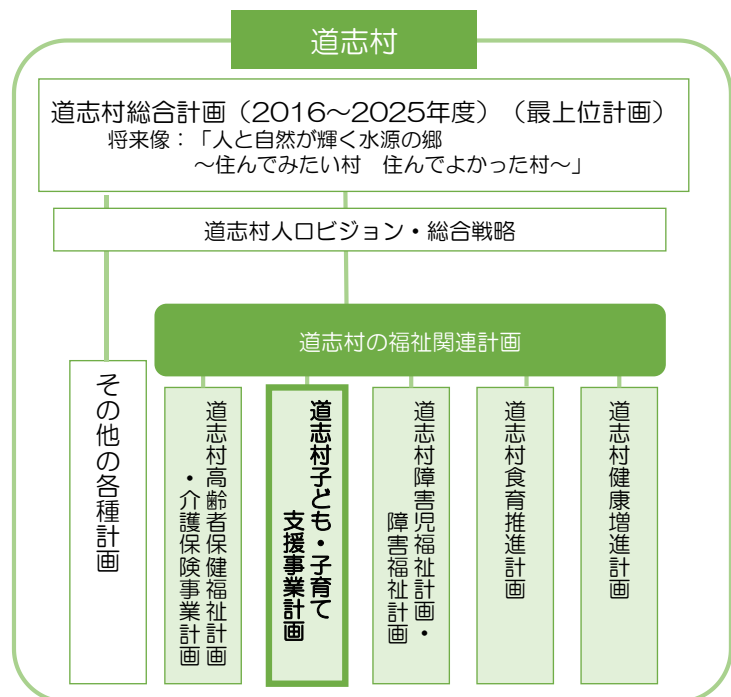 道志村
道志村総合計画（2016～2025年度）（最上位計画）
将来像：「人と自然が輝く水源の郷
～住んでみたい村　住んでよかった村～」
道志村人口ビジョン・総合戦略
道志村の福祉関連計画
その他の各種計画
道志村高齢者保健福祉計画
・介護保険事業計画
道志村子ども・子育て
支援事業計画
道志村障害児福祉計画・
障害福祉計画
道志村食育推進計画
道志村健康増進計画